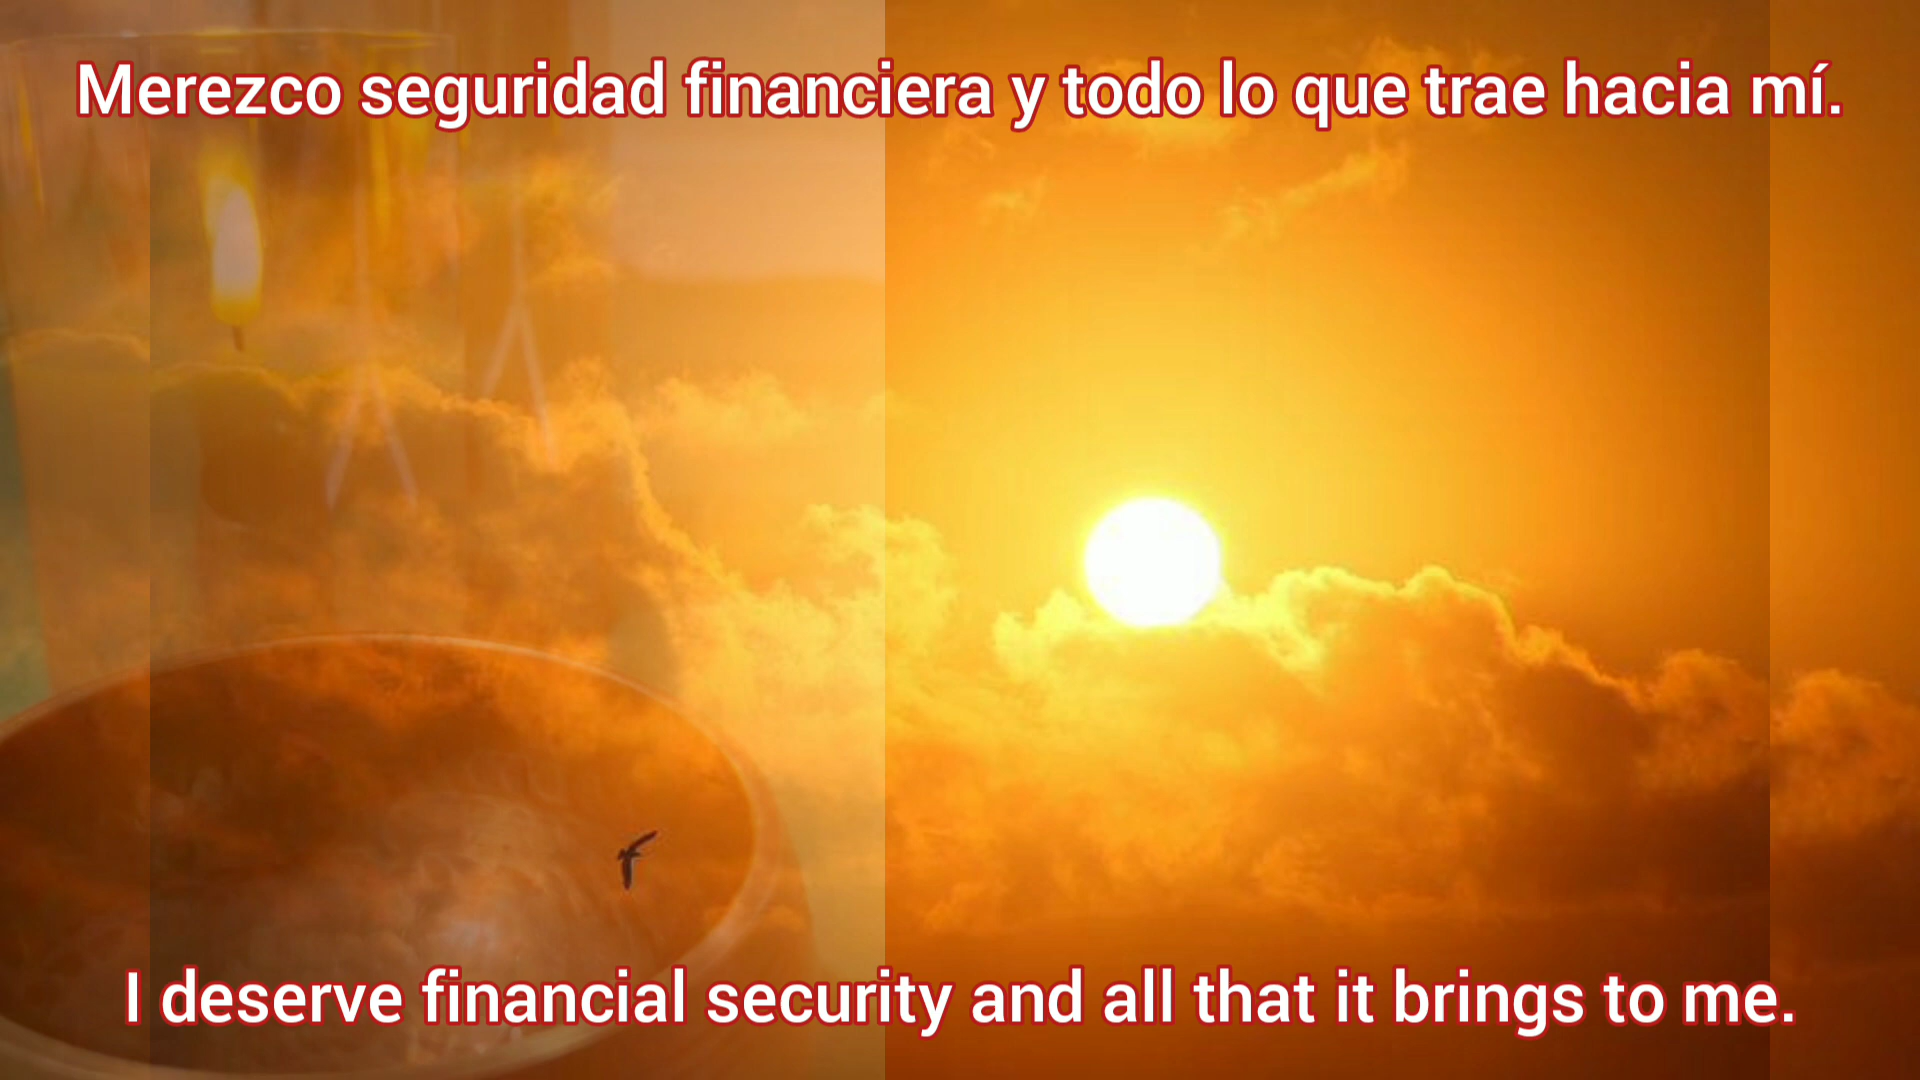 Merezco seguridad financiera y todo lo que trae hacia mí.
I deserve financial security and all that it brings to me.